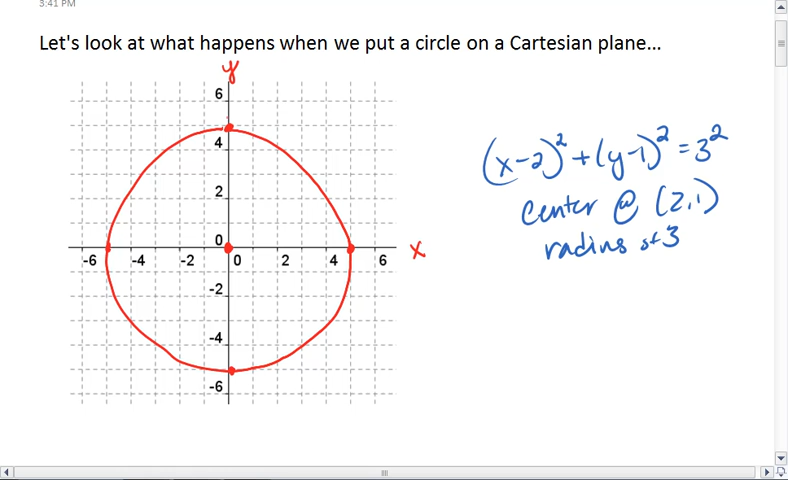 3:41 PM
Let's look at what happens when we put a circle on a Cartesian plane...
y
6
4
2
0
-6 -4 -2 0 2 4 6 x
-2
-4
-6
(x-2)² + (y-1)² = 3²
center @ (2,1)
radius of 3